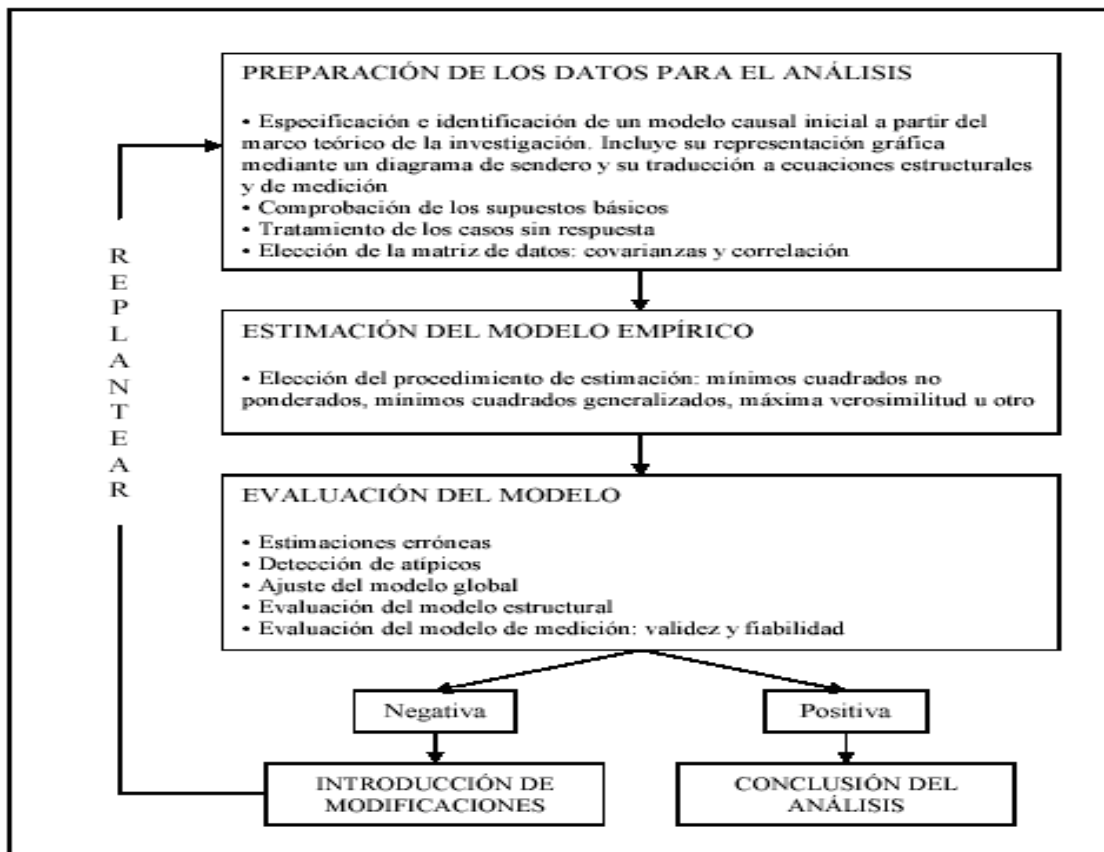 PREPARACIÓN DE LOS DATOS PARA EL ANÁLISIS
• Especificación e identificación de un modelo causal inicial a partir del
marco teórico de la investigación. Incluye su representación gráfica
mediante un diagrama de sendero y su traducción a ecuaciones estructurales
y de medición
• Comprobación de los supuestos básicos
• Tratamiento de los casos sin respuesta
• Elección de la matriz de datos: covarianzas y correlación
REPLANTEAR
ESTIMACIÓN DEL MODELO EMPÍRICO
• Elección del procedimiento de estimación: mínimos cuadrados no
ponderados, mínimos cuadrados generalizados, máxima verosimilitud u otro
EVALUACIÓN DEL MODELO
• Estimaciones erróneas
• Detección de atípicos
• Ajuste del modelo global
• Evaluación del modelo estructural
• Evaluación del modelo de medición: validez y fiabilidad
Negativa
Positiva
INTRODUCCIÓN DE
MODIFICACIONES
CONCLUSIÓN DEL
ANÁLISIS